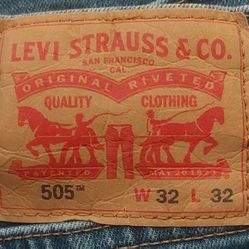 LEVI STRAUSS & CO.
SAN FRANCISCO
CAL.
ORIGINAL RIVETED
QUALITY CLOTHING
PATENTED MAY 20 1873
505™ W 32 L 32